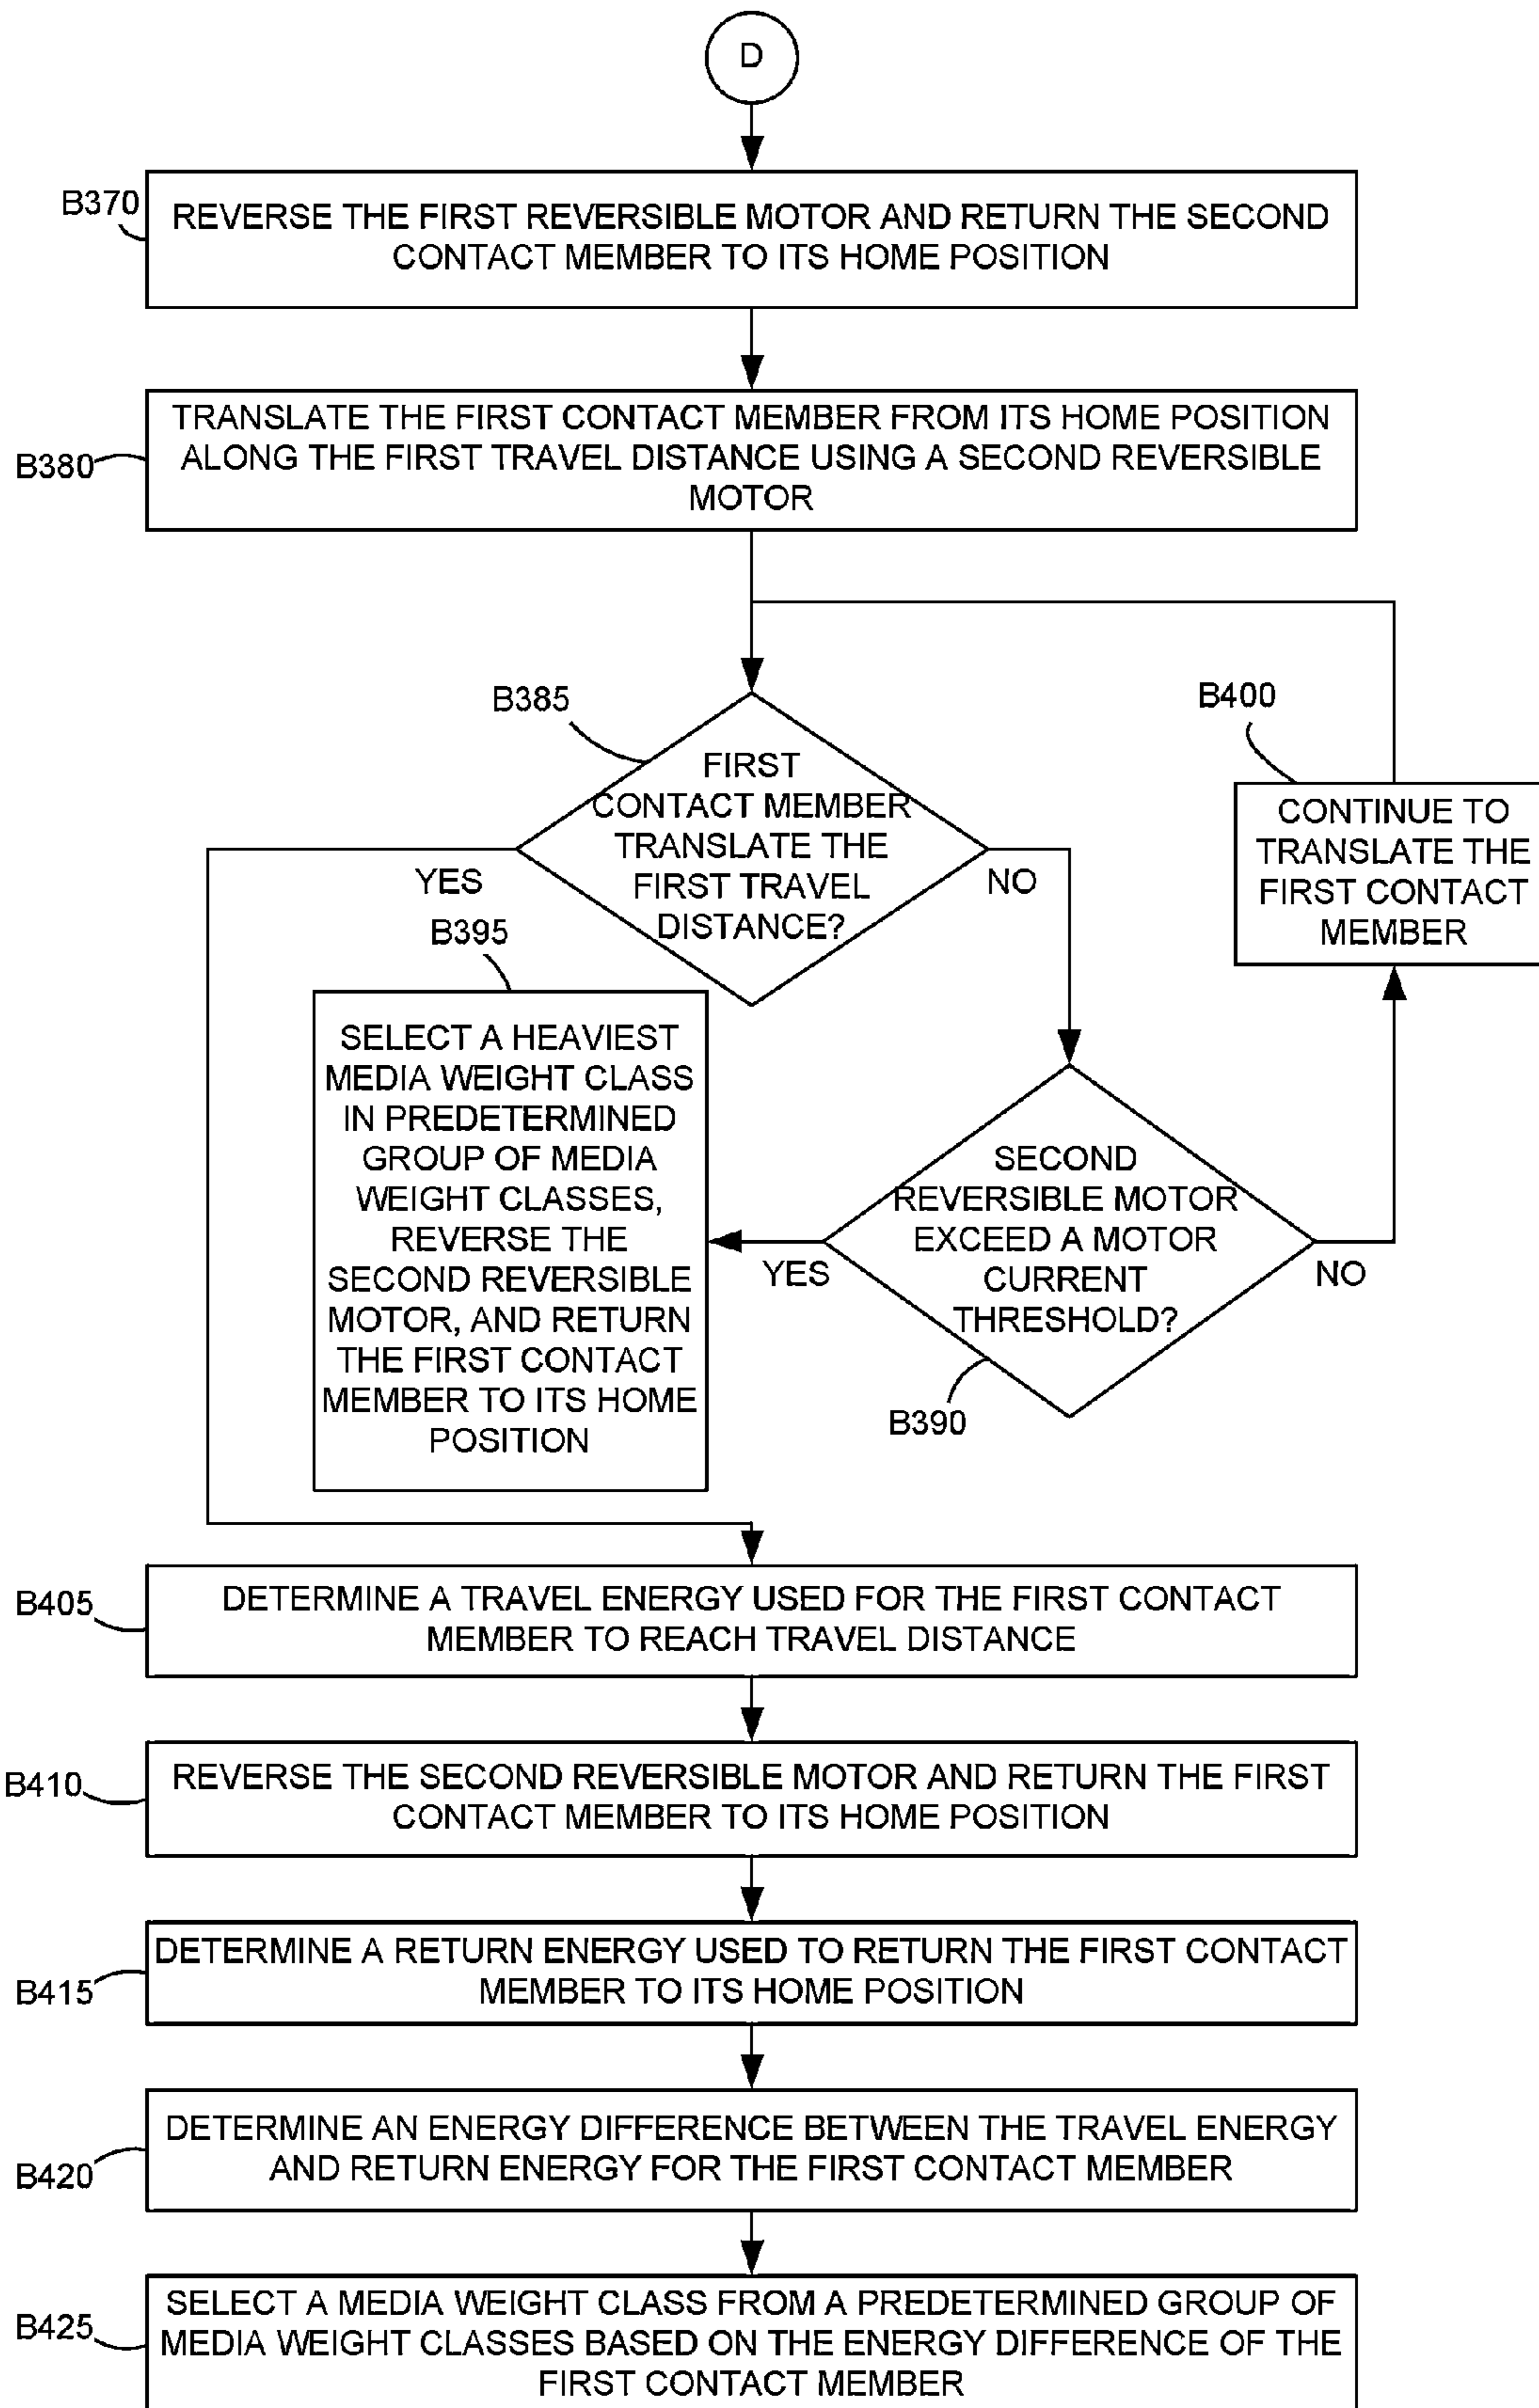 D
B370
REVERSE THE FIRST REVERSIBLE MOTOR AND RETURN THE SECOND
CONTACT MEMBER TO ITS HOME POSITION
B380
TRANSLATE THE FIRST CONTACT MEMBER FROM ITS HOME POSITION
ALONG THE FIRST TRAVEL DISTANCE USING A SECOND REVERSIBLE
MOTOR
B385
FIRST
CONTACT MEMBER
TRANSLATE THE
FIRST TRAVEL
DISTANCE?
YES
NO
B400
CONTINUE TO
TRANSLATE THE
FIRST CONTACT
MEMBER
B395
SELECT A HEAVIEST
MEDIA WEIGHT CLASS
IN PREDETERMINED
GROUP OF MEDIA
WEIGHT CLASSES,
REVERSE THE
SECOND REVERSIBLE
MOTOR, AND RETURN
THE FIRST CONTACT
MEMBER TO ITS HOME
POSITION
SECOND
REVERSIBLE MOTOR
EXCEED A MOTOR
CURRENT
THRESHOLD?
YES
NO
B390
B405
DETERMINE A TRAVEL ENERGY USED FOR THE FIRST CONTACT
MEMBER TO REACH TRAVEL DISTANCE
B410
REVERSE THE SECOND REVERSIBLE MOTOR AND RETURN THE FIRST
CONTACT MEMBER TO ITS HOME POSITION
B415
DETERMINE A RETURN ENERGY USED TO RETURN THE FIRST CONTACT
MEMBER TO ITS HOME POSITION
B420
DETERMINE AN ENERGY DIFFERENCE BETWEEN THE TRAVEL ENERGY
AND RETURN ENERGY FOR THE FIRST CONTACT MEMBER
B425
SELECT A MEDIA WEIGHT CLASS FROM A PREDETERMINED GROUP OF
MEDIA WEIGHT CLASSES BASED ON THE ENERGY DIFFERENCE OF THE
FIRST CONTACT MEMBER